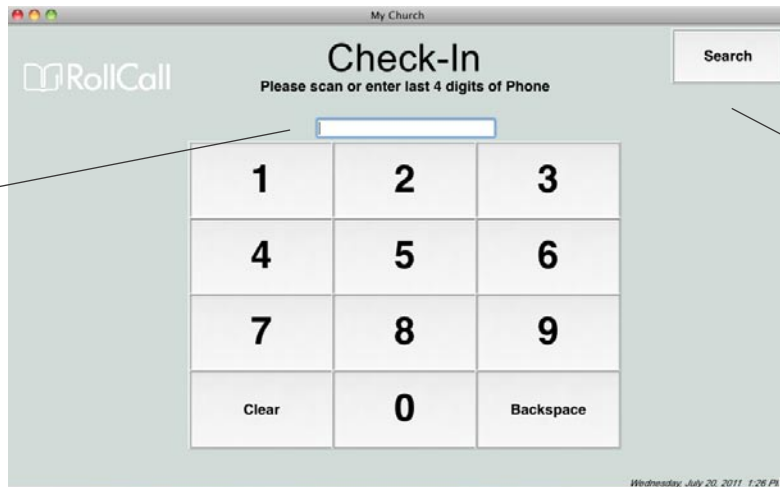 My Church
RollCall
Check-In
Search
Please scan or enter last 4 digits of Phone
1 2 3
4 5 6
7 8 9
Clear 0 Backspace
Wednesday, July 20, 2011 1:26